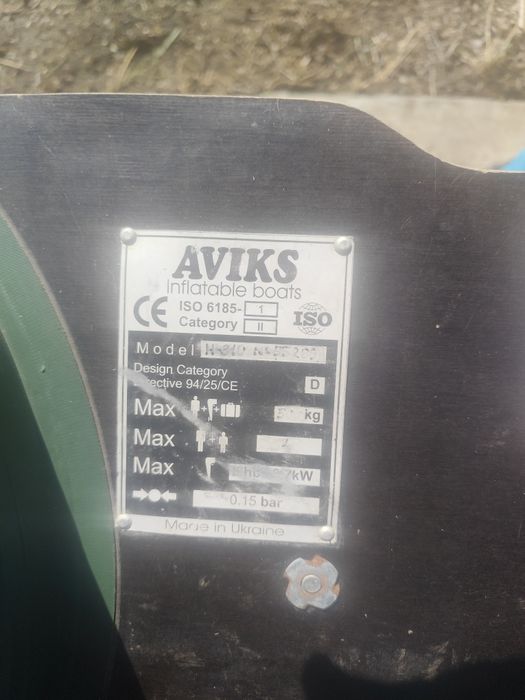 AVIKS
Inflatable boats
CE ISO 6185- 1 ISO
Category II
Model
Design Category
Directive 94/25/CE D
Max + + kg
Max +
Max kW
0.15 bar
Made in Ukraine